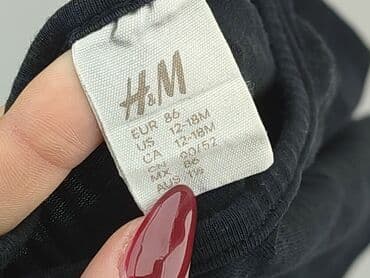 H&M
EUR 86
US 12-18M
CA 12-18M
CN 90/52
MX 86
AUS 1½